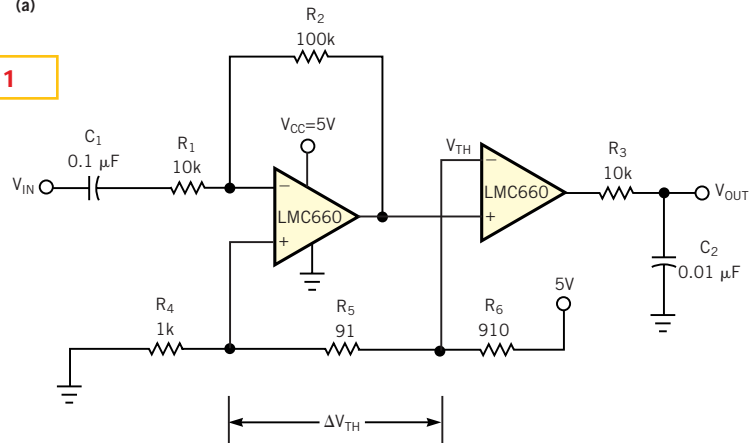 (a)
1
R2
100k
VCC=5V
C1
0.1 µF
R1
10k
VIN
LMC660
−
+
VTH
−
+
LMC660
R3
10k
VOUT
C2
0.01 µF
R4
1k
R5
91
R6
910
5V
ΔVTH